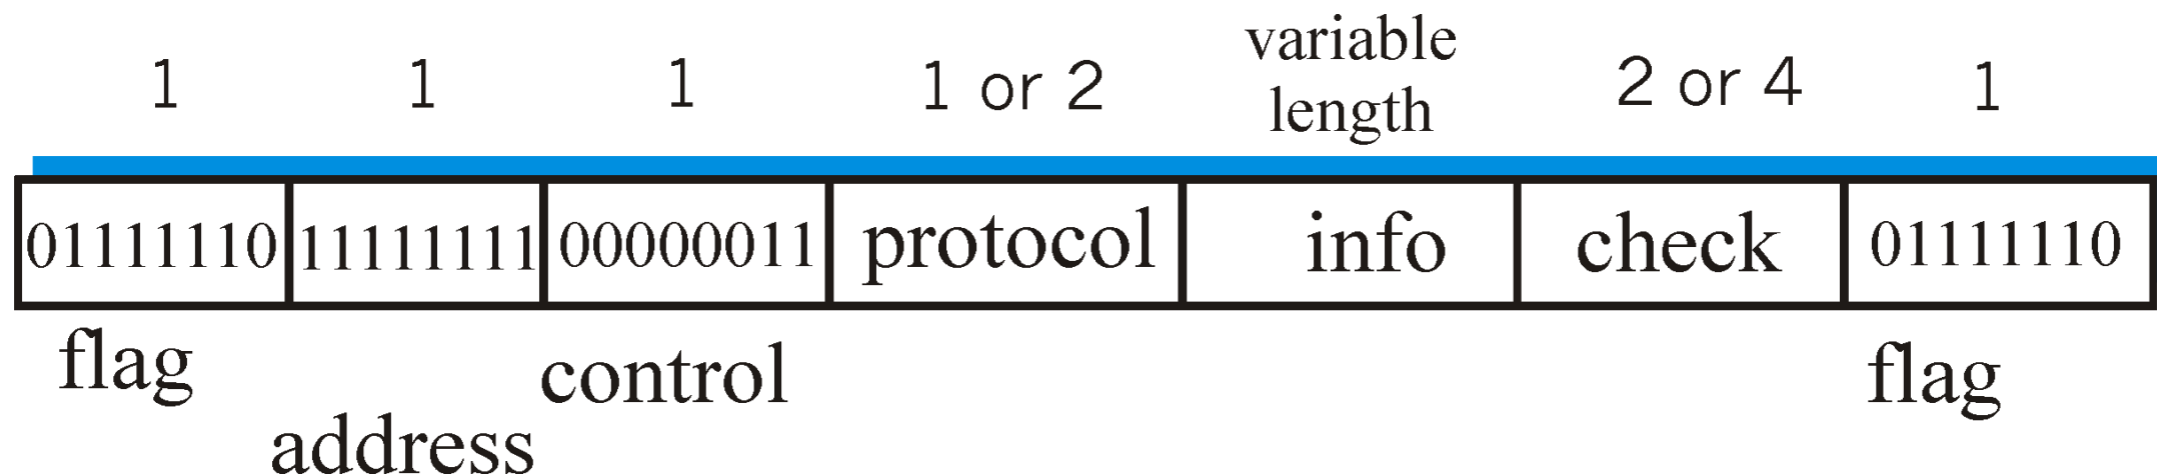 1 1 1 1 or 2 variable length 2 or 4 1
01111110 11111111 00000011 protocol info check 01111110
flag address control flag